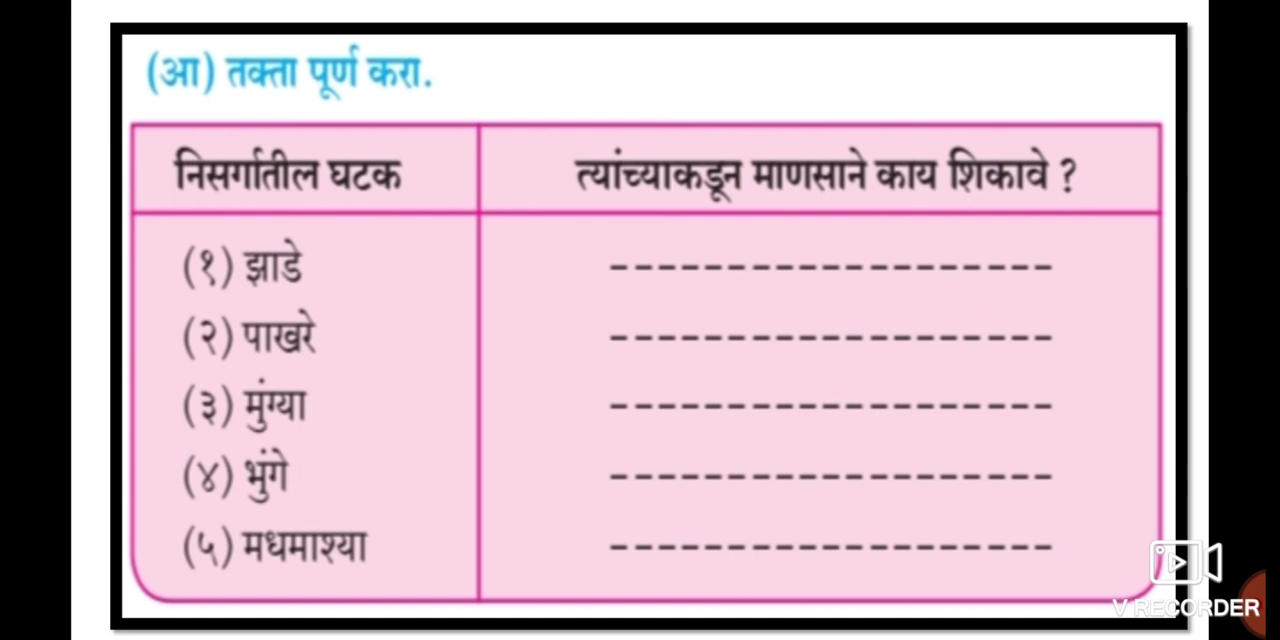 (आ) तक्ता पूर्ण करा.
निसर्गातील घटक
त्यांच्याकडून माणसाने काय शिकावे ?
(१) झाडे -------------------
(२) पाखरे -------------------
(३) मुंग्या -------------------
(४) भुंगे -------------------
(५) मधमाश्या -------------------
V RECORDER